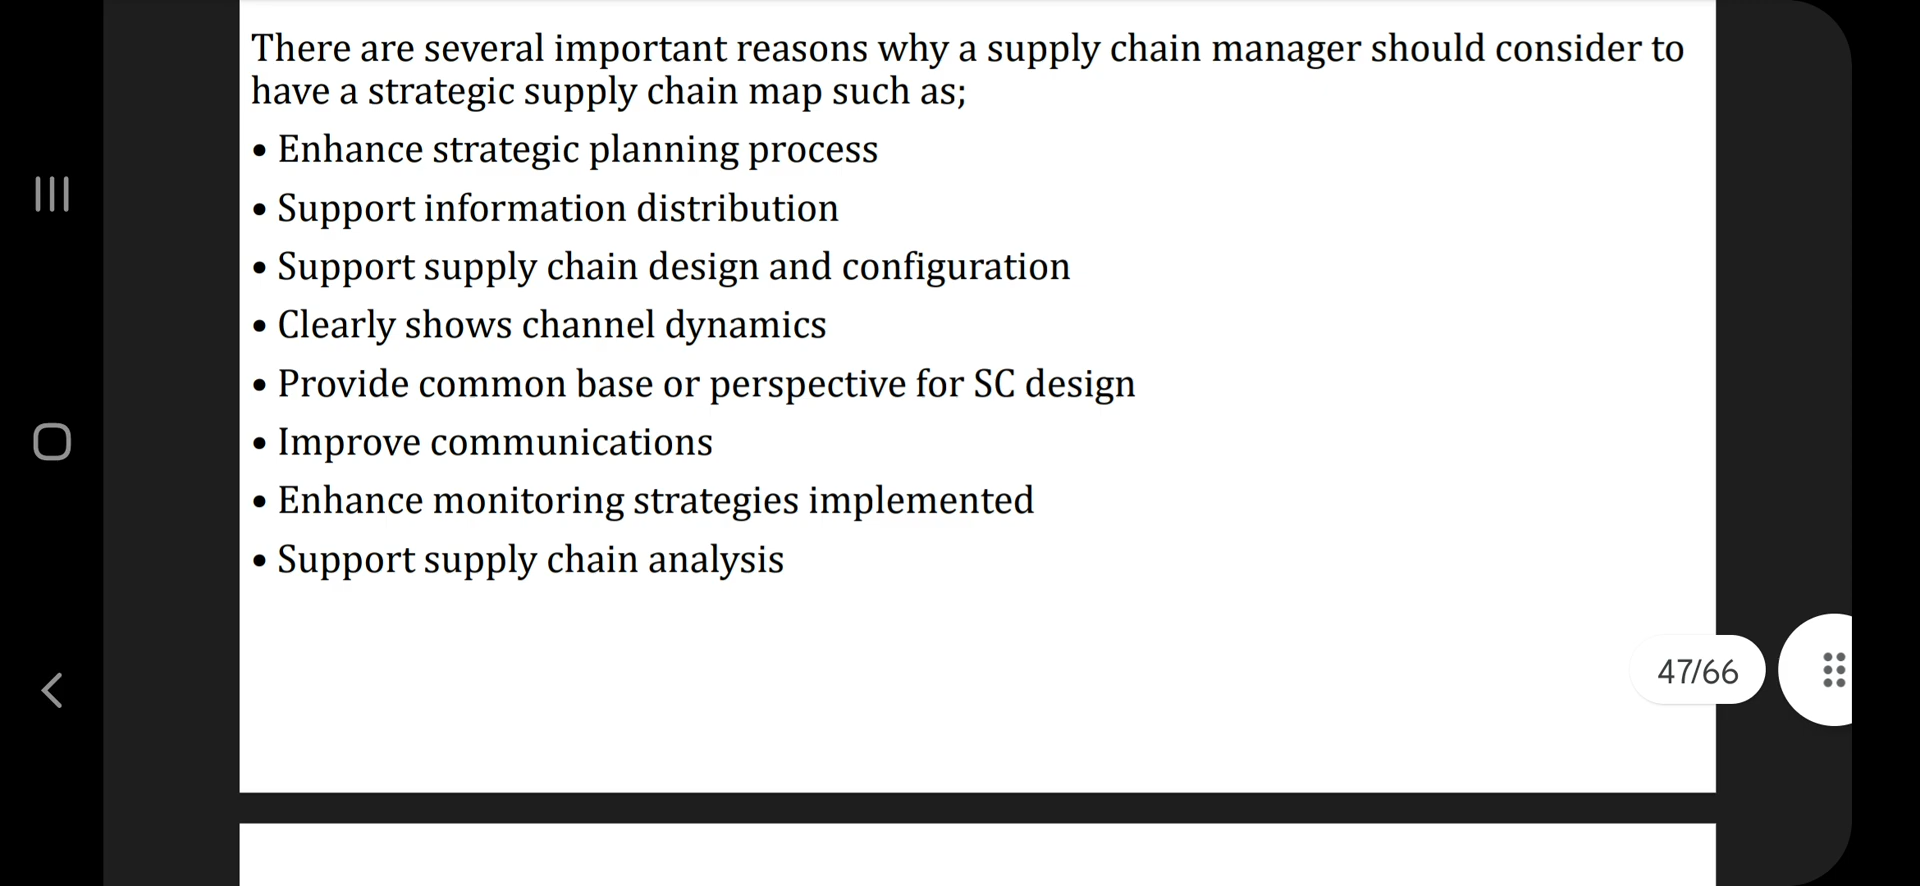 There are several important reasons why a supply chain manager should consider to
have a strategic supply chain map such as;
• Enhance strategic planning process
• Support information distribution
• Support supply chain design and configuration
• Clearly shows channel dynamics
• Provide common base or perspective for SC design
• Improve communications
• Enhance monitoring strategies implemented
• Support supply chain analysis
47/66